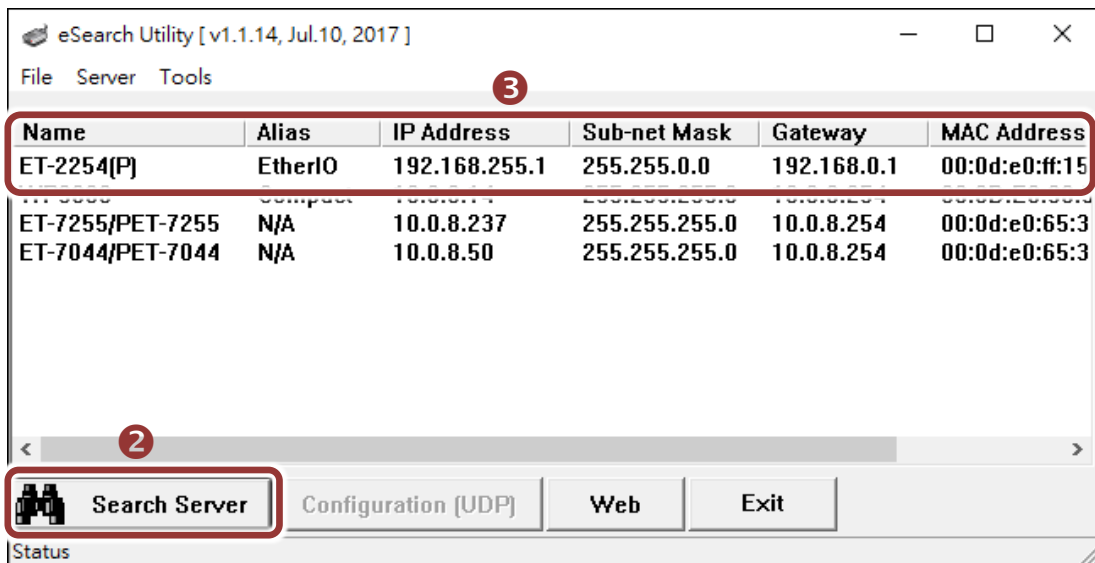 eSearch Utility [ v1.1.14, Jul.10, 2017 ]
File Server Tools
3
Name Alias IP Address Sub-net Mask Gateway MAC Address
ET-2254(P) EtherIO 192.168.255.1 255.255.0.0 192.168.0.1 00:0d:e0:ff:15
ET-7255/PET-7255 N/A 10.0.8.237 255.255.255.0 10.0.8.254 00:0d:e0:65:3
ET-7044/PET-7044 N/A 10.0.8.50 255.255.255.0 10.0.8.254 00:0d:e0:65:3
2
Search Server Configuration (UDP) Web Exit
Status